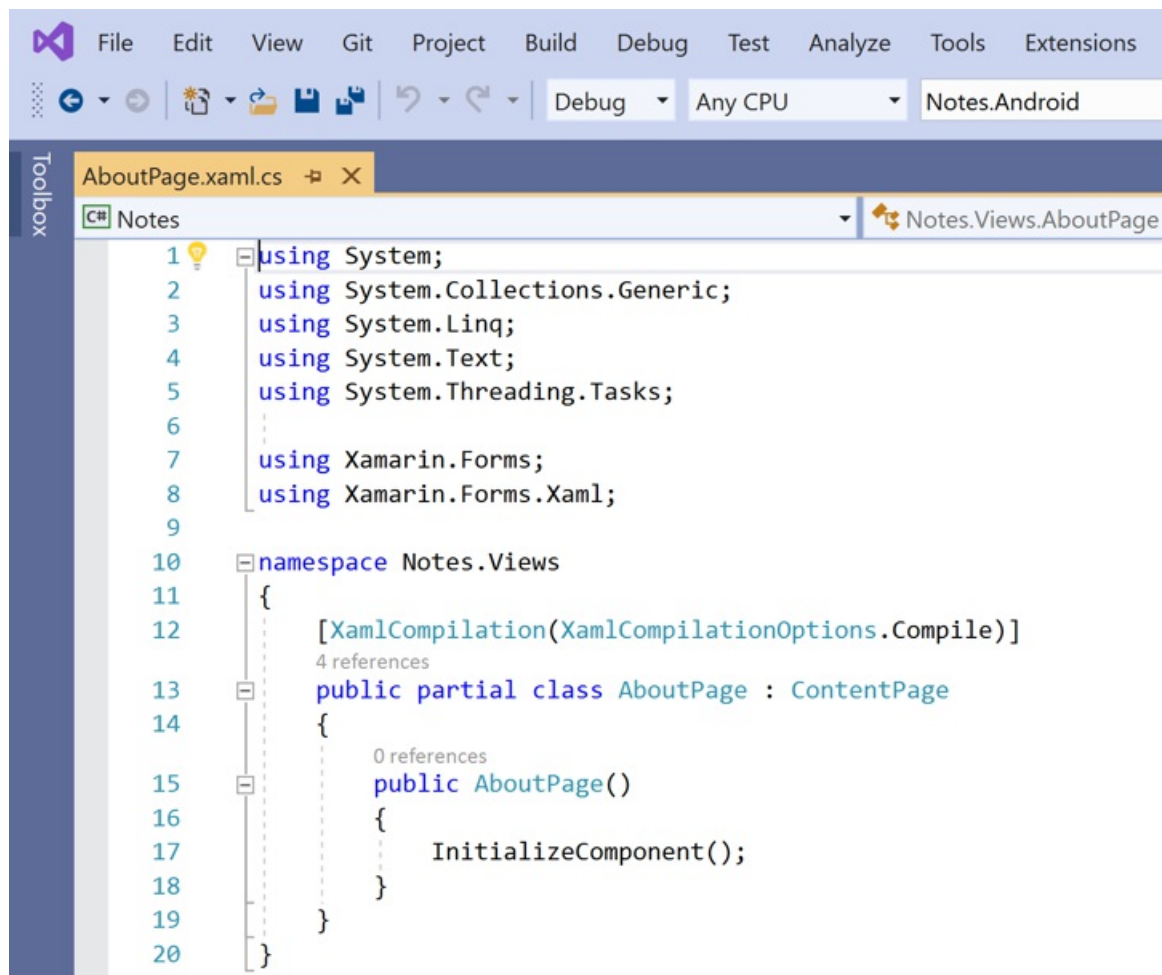 File Edit View Git Project Build Debug Test Analyze Tools Extensions
Debug Any CPU Notes.Android
Toolbox
AboutPage.xaml.cs
C# Notes Notes.Views.AboutPage
1 using System;
2 using System.Collections.Generic;
3 using System.Linq;
4 using System.Text;
5 using System.Threading.Tasks;
6
7 using Xamarin.Forms;
8 using Xamarin.Forms.Xaml;
9
10 namespace Notes.Views
11 {
12 [XamlCompilation(XamlCompilationOptions.Compile)]
4 references
13 public partial class AboutPage : ContentPage
14 {
0 references
15 public AboutPage()
16 {
17 InitializeComponent();
18 }
19 }
20 }